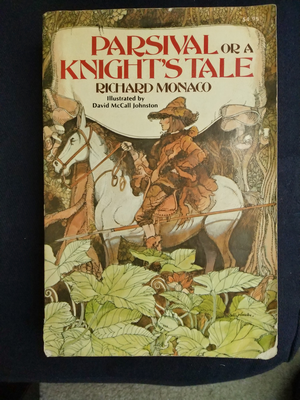 PARSIVAL OR A
KNIGHT'S TALE
RICHARD MONACO
Illustrated by
David McCall Johnston